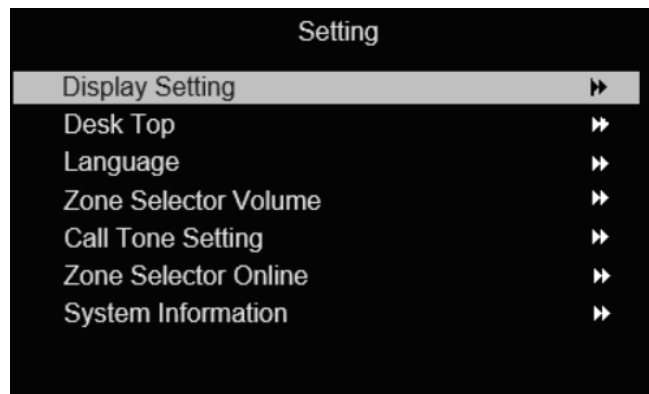 Setting
Display Setting
Desk Top
Language
Zone Selector Volume
Call Tone Setting
Zone Selector Online
System Information